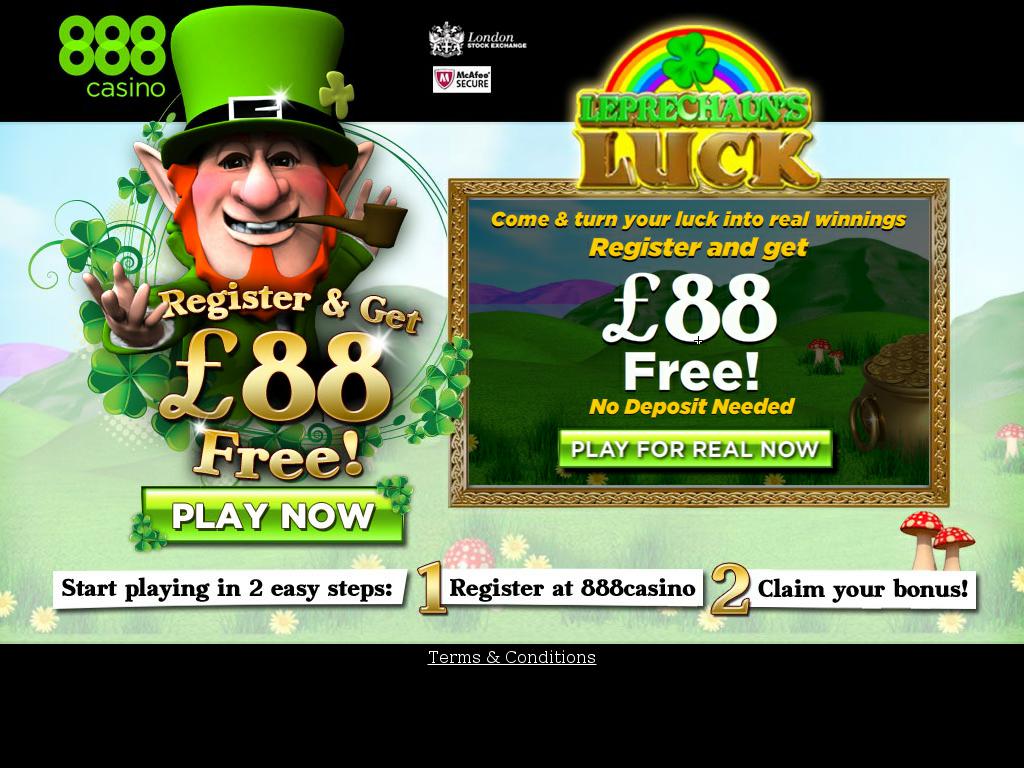 888
888
casino
London
STOCK EXCHANGE
McAfee
SECURE
LEPRECHAUN'S
LUCK
Come & turn your luck into real winnings
Register and get
£88
Free!
No Deposit Needed
PLAY FOR REAL NOW
Register & Get
£88
Free!
PLAY NOW
Start playing in 2 easy steps:
1 Register at 888casino
2 Claim your bonus!
Terms & Conditions